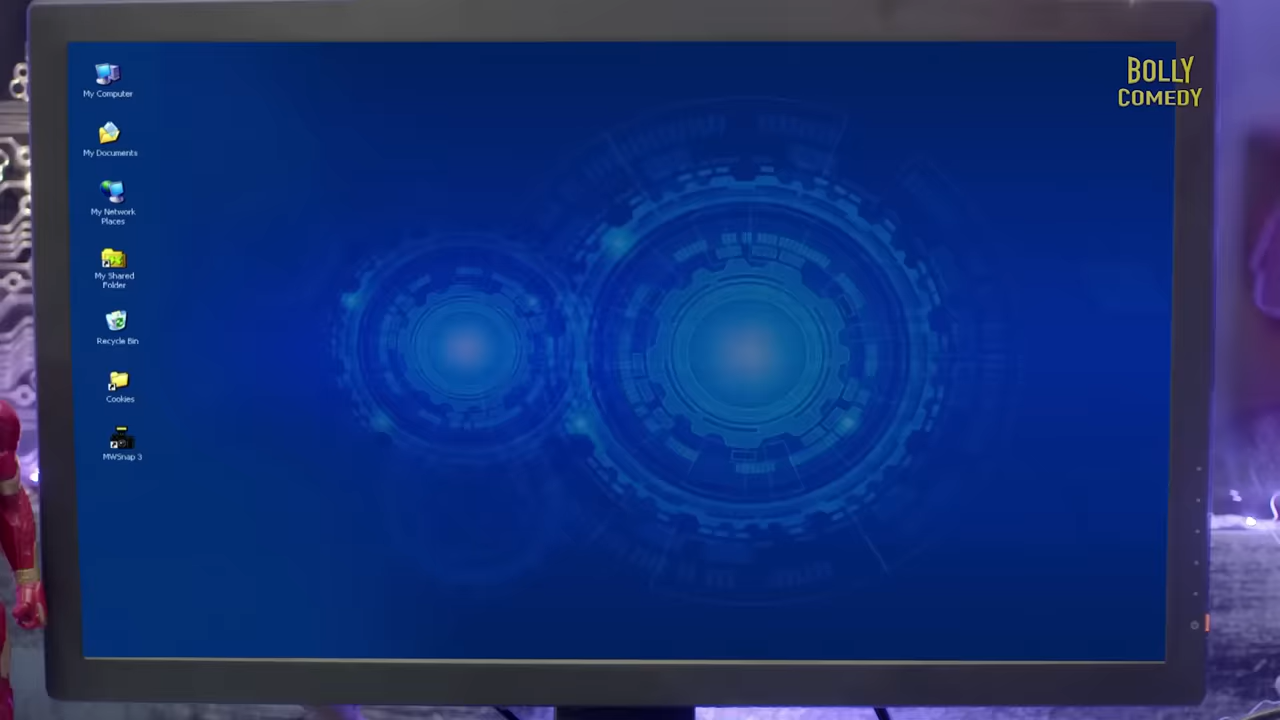 My Computer
My Documents
My Network
Places
My Shared
Folder
Recycle Bin
Cookies
MWSnap 3
BOLLY
COMEDY